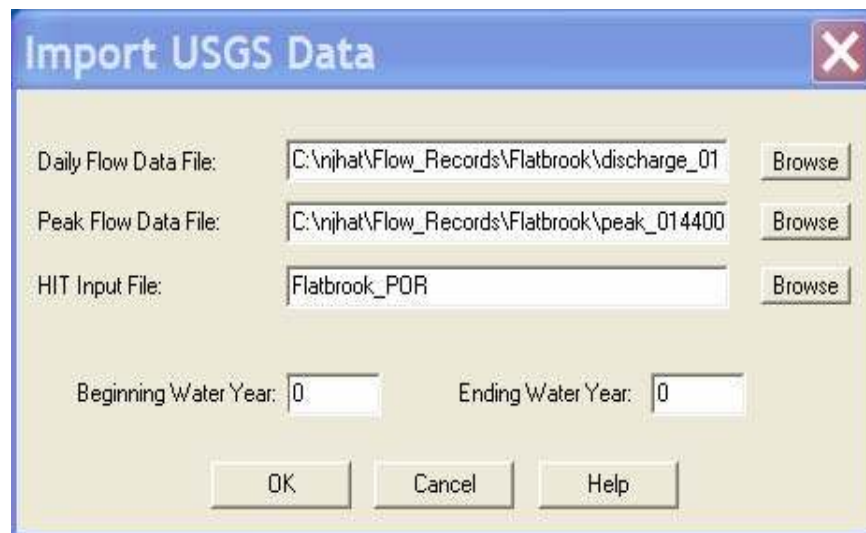 Import USGS Data
Daily Flow Data File: C:\njhat\Flow_Records\Flatbrook\discharge_01 Browse
Peak Flow Data File: C:\njhat\Flow_Records\Flatbrook\peak_014400 Browse
HIT Input File: Flatbrook_POR Browse
Beginning Water Year: 0 Ending Water Year: 0
OK Cancel Help